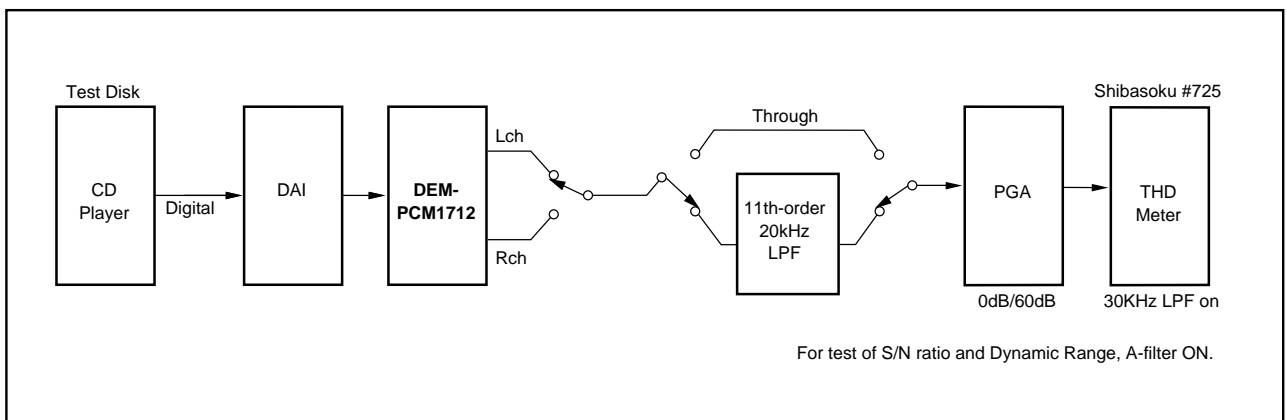 Test Disk
CD
Player
Digital
DAI
DEM-
PCM1712
Lch
Rch
Through
11th-order
20kHz
LPF
PGA
0dB/60dB
Shibasoku #725
THD
Meter
30KHz LPF on
For test of S/N ratio and Dynamic Range, A-filter ON.